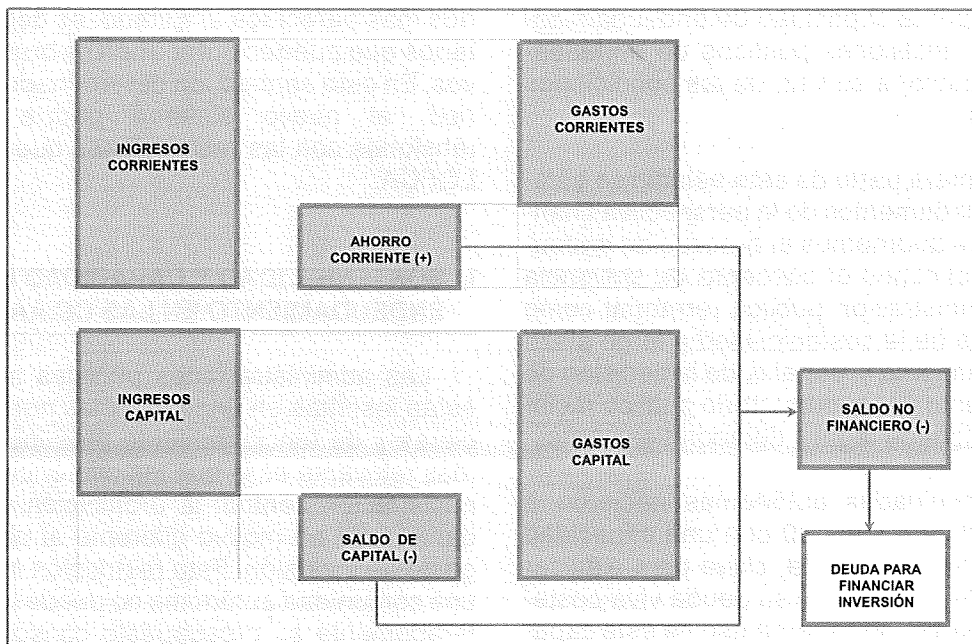 INGRESOS
CORRIENTES
GASTOS
CORRIENTES
AHORRO
CORRIENTE (+)
INGRESOS
CAPITAL
GASTOS
CAPITAL
SALDO NO
FINANCIERO (-)
SALDO DE
CAPITAL (-)
DEUDA PARA
FINANCIAR
INVERSIÓN